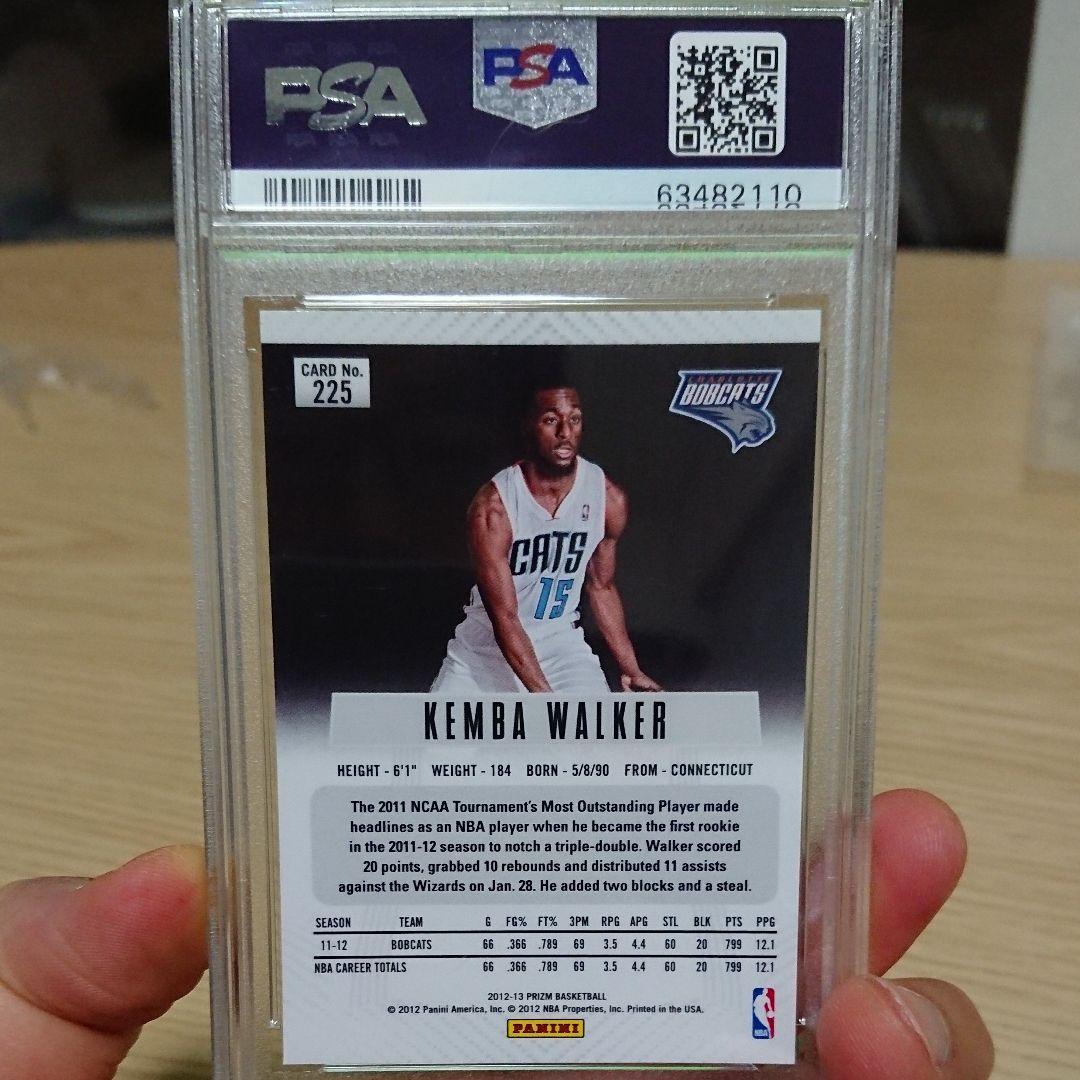 PSA
PSA
63482110
CARD No.
225
CHARLOTTE
BOBCATS
CATS
15
KEMBA WALKER
HEIGHT - 6'1" WEIGHT - 184 BORN - 5/8/90 FROM - CONNECTICUT
The 2011 NCAA Tournament's Most Outstanding Player made
headlines as an NBA player when he became the first rookie
in the 2011-12 season to notch a triple-double. Walker scored
20 points, grabbed 10 rebounds and distributed 11 assists
against the Wizards on Jan. 28. He added two blocks and a steal.
SEASON TEAM G FG% FT% 3PM RPG APG STL BLK PTS PPG
11-12 BOBCATS 66 .366 .789 69 3.5 4.4 60 20 799 12.1
NBA CAREER TOTALS 66 .366 .789 69 3.5 4.4 60 20 799 12.1
2012-13 PRIZM BASKETBALL
© 2012 Panini America, Inc. © 2012 NBA Properties, Inc. Printed in the USA.
PANINI
NBA